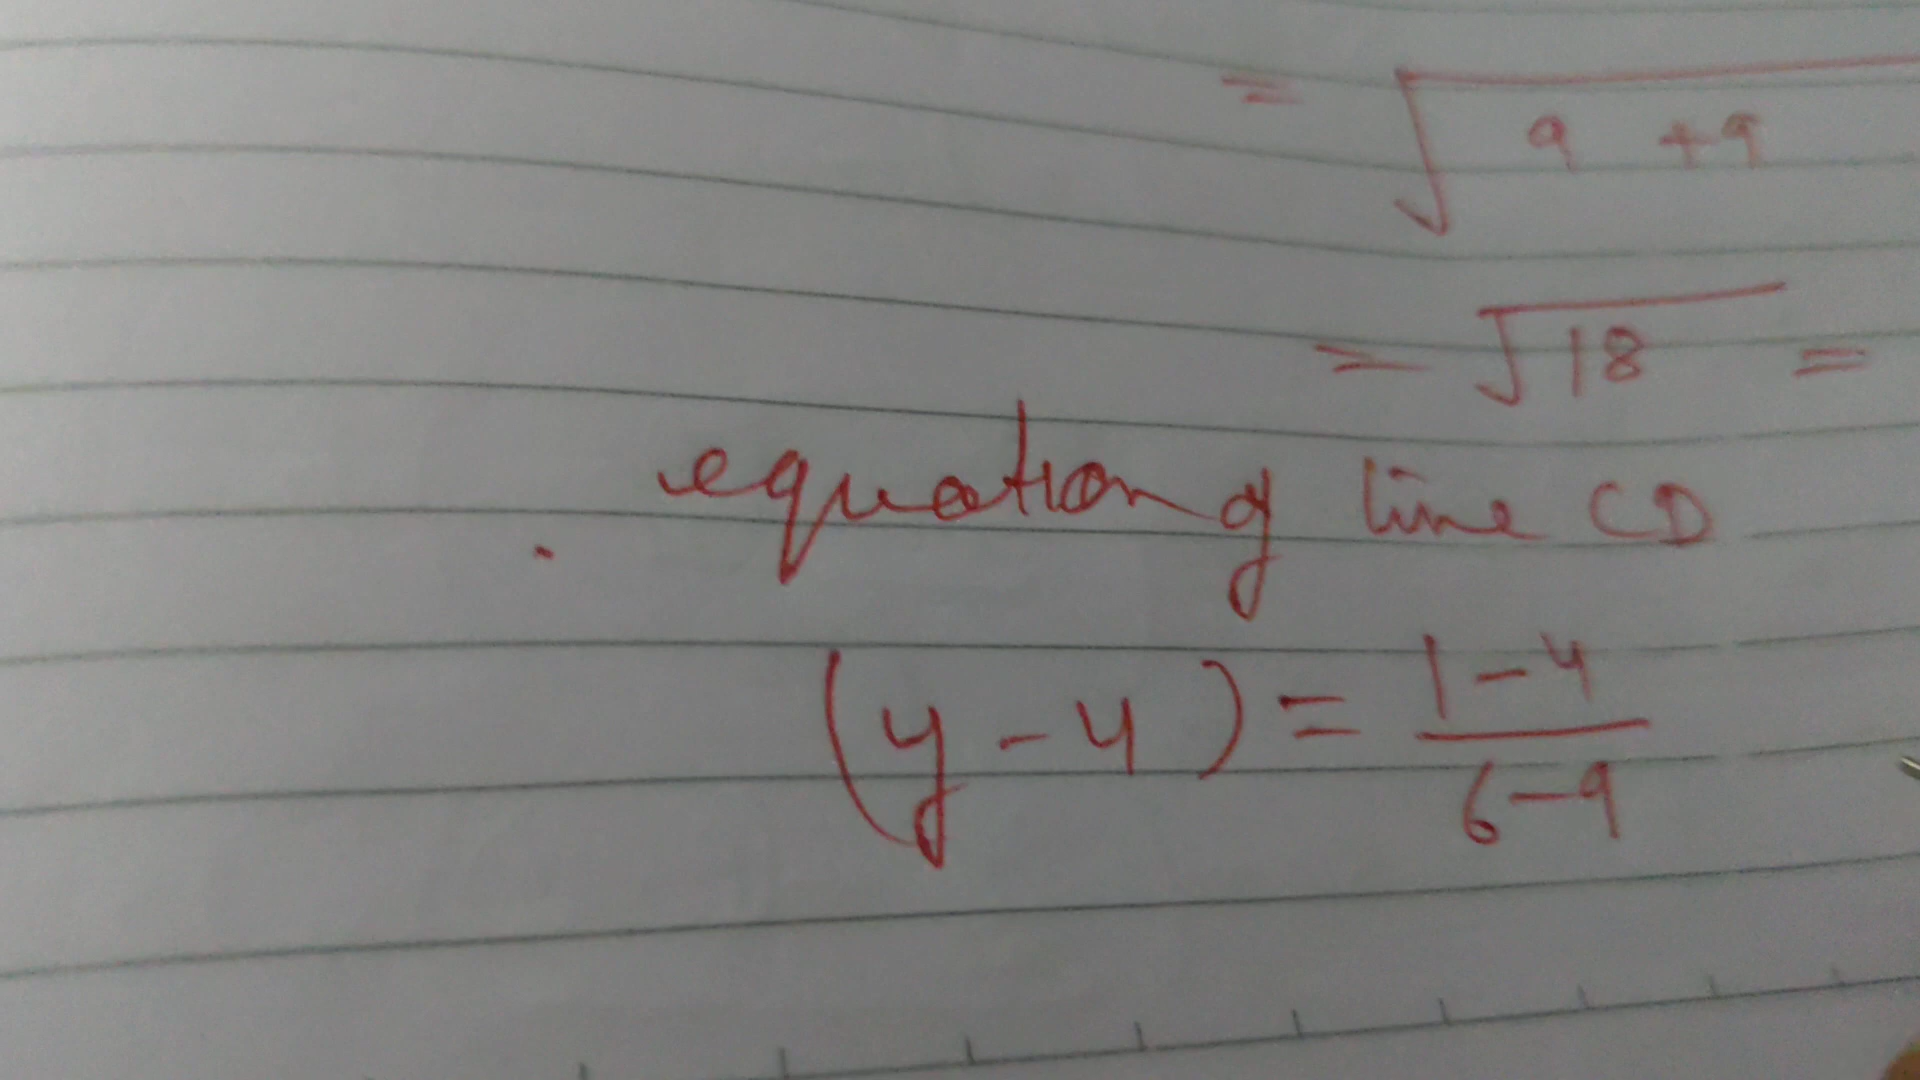 = √9 +9
= √18 =
equation of line CD
(y-4) = 1-4/6-9